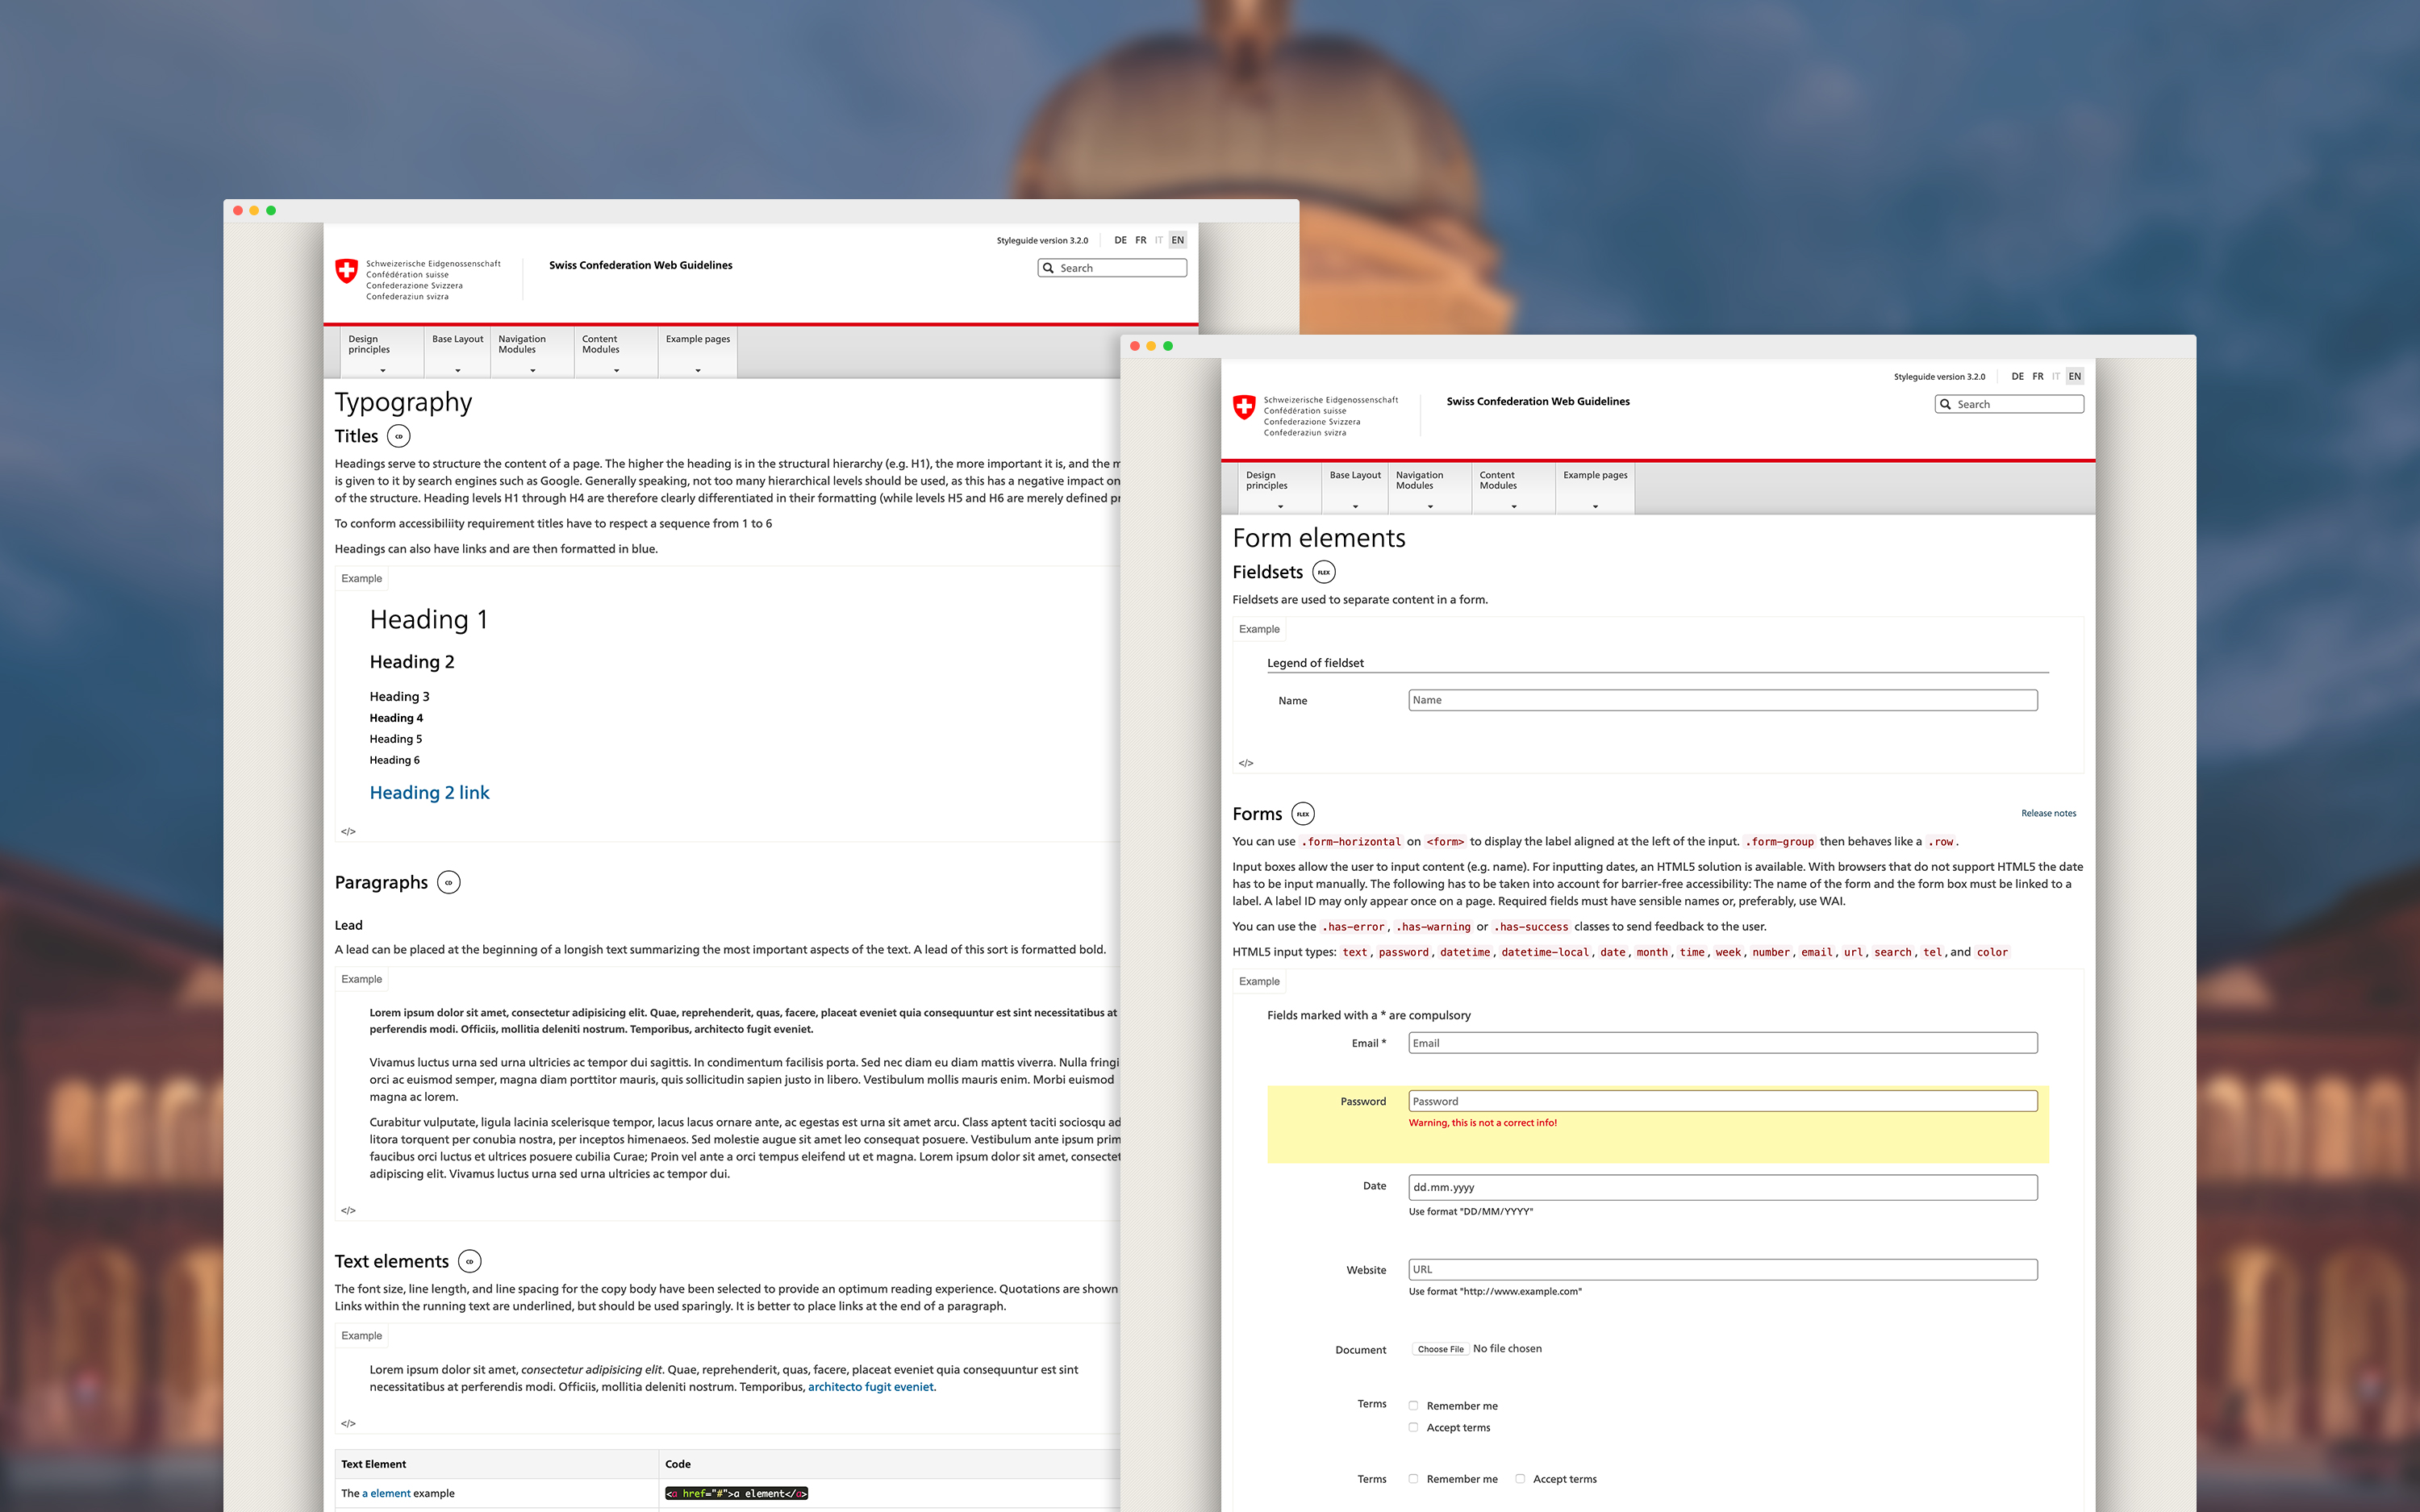 Styleguide version 3.2.0 DE FR IT EN
Schweizerische Eidgenossenschaft
Confédération suisse
Confederazione Svizzera
Confederaziun svizra
Swiss Confederation Web Guidelines
Search
Design principles
Base Layout
Navigation Modules
Content Modules
Example pages
Typography
Titles CD
Headings serve to structure the content of a page. The higher the heading is in the structural hierarchy (e.g. H1), the more important it is, and the
is given to it by search engines such as Google. Generally speaking, not too many hierarchical levels should be used, as this has a negative impact on
of the structure. Heading levels H1 through H4 are therefore clearly differentiated in their formatting (while levels H5 and H6 are merely defined
To conform accessibiliity requirement titles have to respect a sequence from 1 to 6
Headings can also have links and are then formatted in blue.
Example
Heading 1
Heading 2
Heading 3
Heading 4
Heading 5
Heading 6
Heading 2 link
</>
Paragraphs CD
Lead
A lead can be placed at the beginning of a longish text summarizing the most important aspects of the text. A lead of this sort is formatted bold.
Example
Lorem ipsum dolor sit amet, consectetur adipisicing elit. Quae, reprehenderit, quas, facere, placeat eveniet quia consequuntur est sint necessitatibus at
perferendis modi. Officiis, mollitia deleniti nostrum. Temporibus, architecto fugit eveniet.
Vivamus luctus urna sed urna ultricies ac tempor dui sagittis. In condimentum facilisis porta. Sed nec diam eu diam mattis viverra. Nulla fringi
orci ac euismod semper, magna diam porttitor mauris, quis sollicitudin sapien justo in libero. Vestibulum mollis mauris enim. Morbi euismod
magna ac lorem.
Curabitur vulputate, ligula lacinia scelerisque tempor, lacus lacus ornare ante, ac egestas est urna sit amet arcu. Class aptent taciti sociosqu ad
litora torquent per conubia nostra, per inceptos himenaeos. Sed molestie augue sit amet leo consequat posuere. Vestibulum ante ipsum prim
faucibus orci luctus et ultrices posuere cubilia Curae; Proin vel ante a orci tempus eleifend ut et magna. Lorem ipsum dolor sit amet, consectet
adipiscing elit. Vivamus luctus urna sed urna ultricies ac tempor dui.
</>
Text elements CD
The font size, line length, and line spacing for the copy body have been selected to provide an optimum reading experience. Quotations are shown
Links within the running text are underlined, but should be used sparingly. It is better to place links at the end of a paragraph.
Example
Lorem ipsum dolor sit amet, consectetur adipisicing elit. Quae, reprehenderit, quas, facere, placeat eveniet quia consequuntur est sint
necessitatibus at perferendis modi. Officiis, mollitia deleniti nostrum. Temporibus, architecto fugit eveniet.
</>
Text Element Code
The a element example <a href="#">a element</a>
Styleguide version 3.2.0 DE FR IT EN
Schweizerische Eidgenossenschaft
Confédération suisse
Confederazione Svizzera
Confederaziun svizra
Swiss Confederation Web Guidelines
Search
Design principles
Base Layout
Navigation Modules
Content Modules
Example pages
Form elements
Fieldsets FLEX
Fieldsets are used to separate content in a form.
Example
Legend of fieldset
Name Name
</>
Forms FLEX Release notes
You can use .form-horizontal on <form> to display the label aligned at the left of the input. .form-group then behaves like a .row.
Input boxes allow the user to input content (e.g. name). For inputting dates, an HTML5 solution is available. With browsers that do not support HTML5 the date
has to be input manually. The following has to be taken into account for barrier-free accessibility: The name of the form and the form box must be linked to a
label. A label ID may only appear once on a page. Required fields must have sensible names or, preferably, use WAI.
You can use the .has-error, .has-warning or .has-success classes to send feedback to the user.
HTML5 input types: text, password, datetime, datetime-local, date, month, time, week, number, email, url, search, tel, and color
Example
Fields marked with a * are compulsory
Email * Email
Password Password
Warning, this is not a correct info!
Date dd.mm.yyyy
Use format "DD/MM/YYYY"
Website URL
Use format "http://www.example.com"
Document Choose File No file chosen
Terms Remember me
Accept terms
Terms Remember me Accept terms